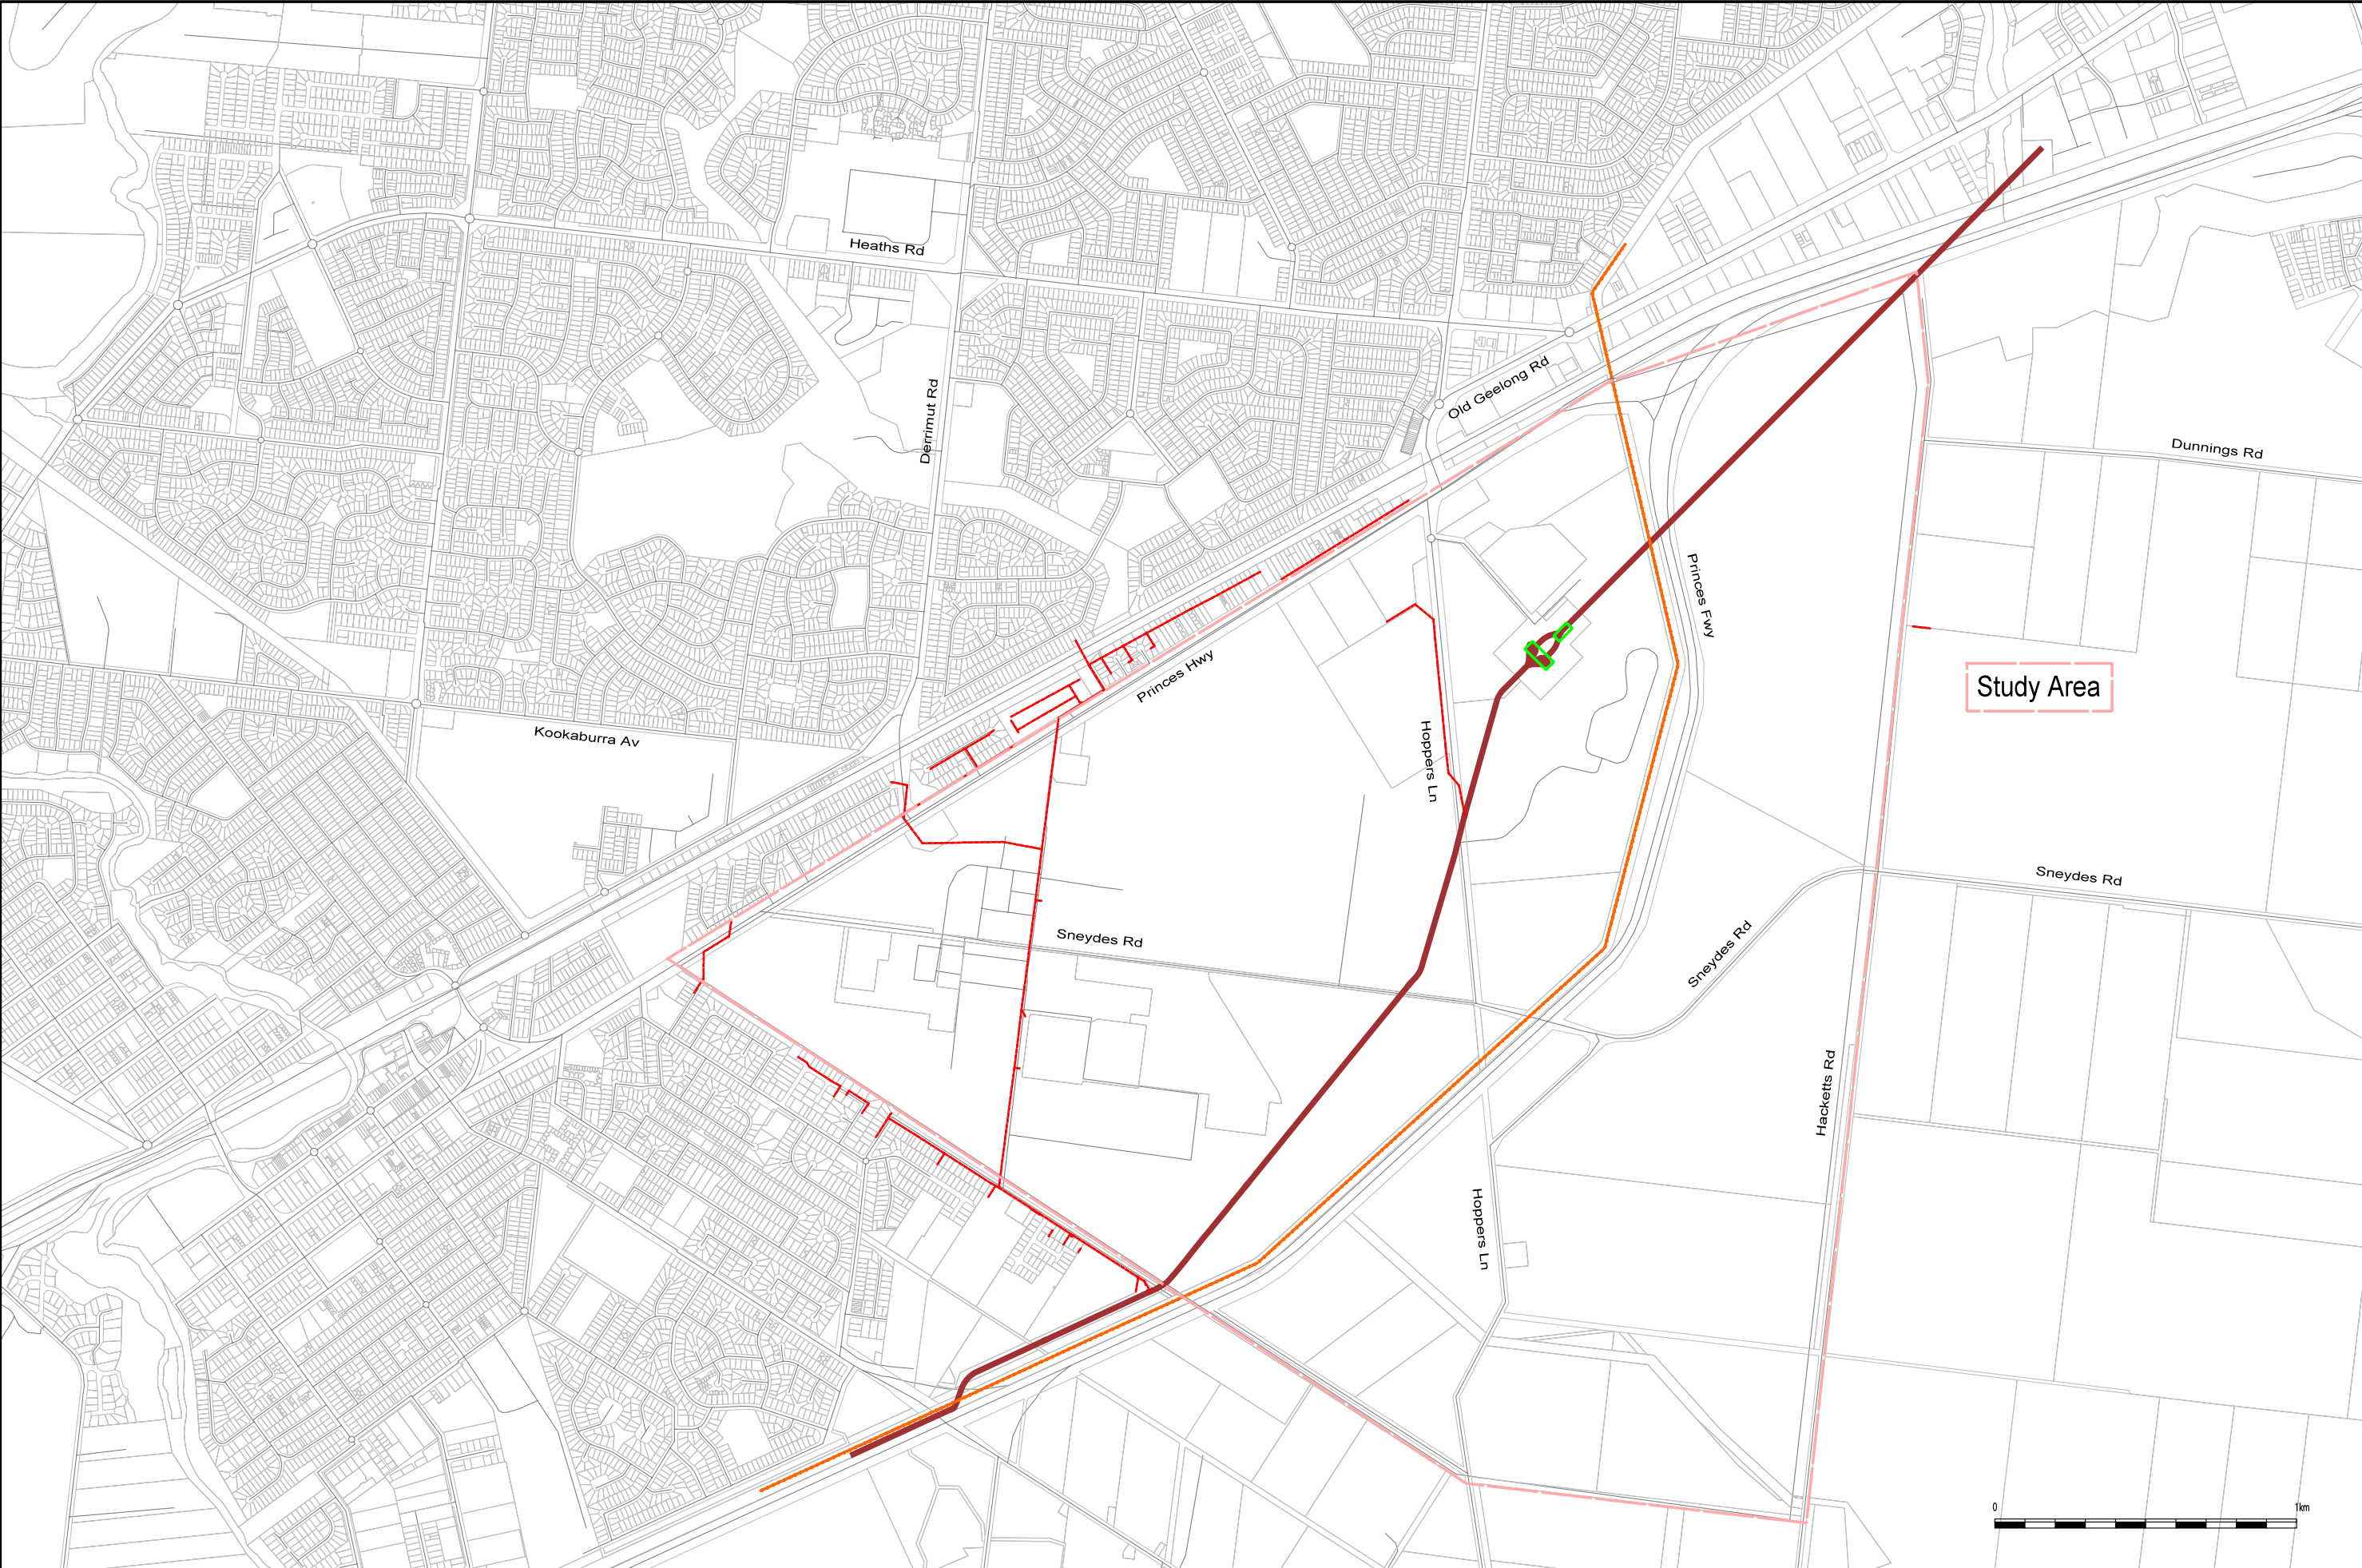 Heaths Rd
Derrimut Rd
Old Geelong Rd
Dunnings Rd
Princes Fwy
Princes Hwy
Study Area
Kookaburra Av
Hoppers Ln
Sneydes Rd
Sneydes Rd
Sneydes Rd
Hacketts Rd
Hoppers Ln
0 1km